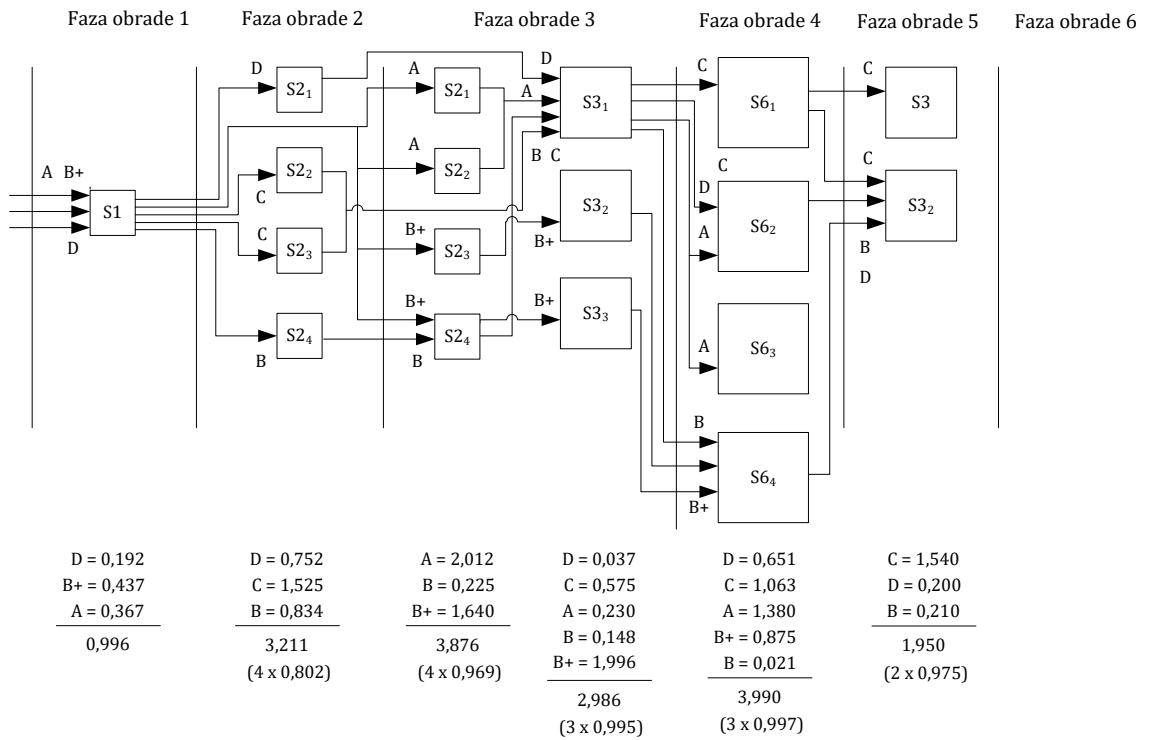 Faza obrade 1
Faza obrade 2
Faza obrade 3
Faza obrade 4
Faza obrade 5
Faza obrade 6
A B+
S1
D
D
S2₁
C
S2₂
C
S2₃
B
S2₄
A
S2₁
A
S2₂
B+
S2₃
B+
S2₄
B
D
A
S3₁
B C
S3₂
B+
B+
S3₃
C
S6₁
C
D
S6₂
A
A
S6₃
B
S6₄
B+
C
S3
C
S3₂
B
D
D = 0,192
B+ = 0,437
A = 0,367
0,996
D = 0,752
C = 1,525
B = 0,834
3,211
(4 x 0,802)
A = 2,012
B = 0,225
B+ = 1,640
3,876
(4 x 0,969)
D = 0,037
C = 0,575
A = 0,230
B = 0,148
B+ = 1,996
2,986
(3 x 0,995)
D = 0,651
C = 1,063
A = 1,380
B+ = 0,875
B = 0,021
3,990
(3 x 0,997)
C = 1,540
D = 0,200
B = 0,210
1,950
(2 x 0,975)